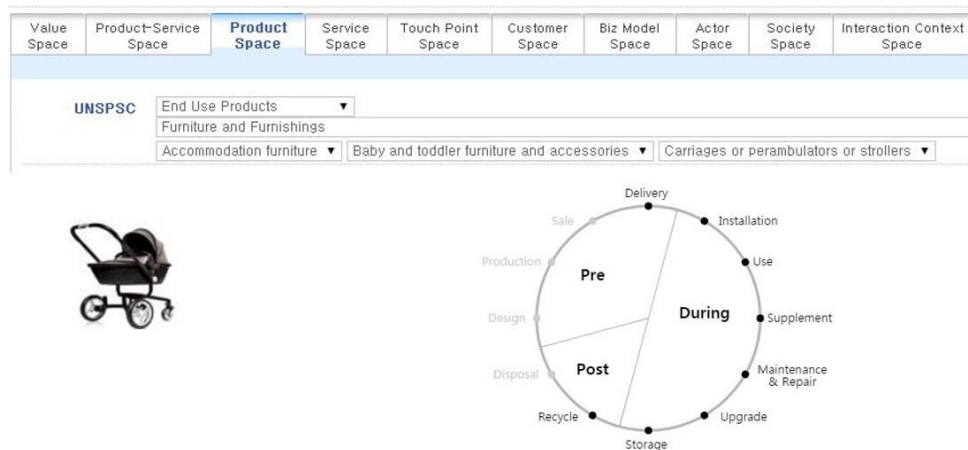 Value Space
Product-Service Space
Product Space
Service Space
Touch Point Space
Customer Space
Biz Model Space
Actor Space
Society Space
Interaction Context Space
UNSPSC
End Use Products ▼
Furniture and Furnishings
Accommodation furniture ▼ Baby and toddler furniture and accessories ▼ Carriages or perambulators or strollers ▼
Delivery
Sale
Installation
Production
Use
Pre
Design
During
Supplement
Disposal
Post
Maintenance
& Repair
Recycle
Upgrade
Storage